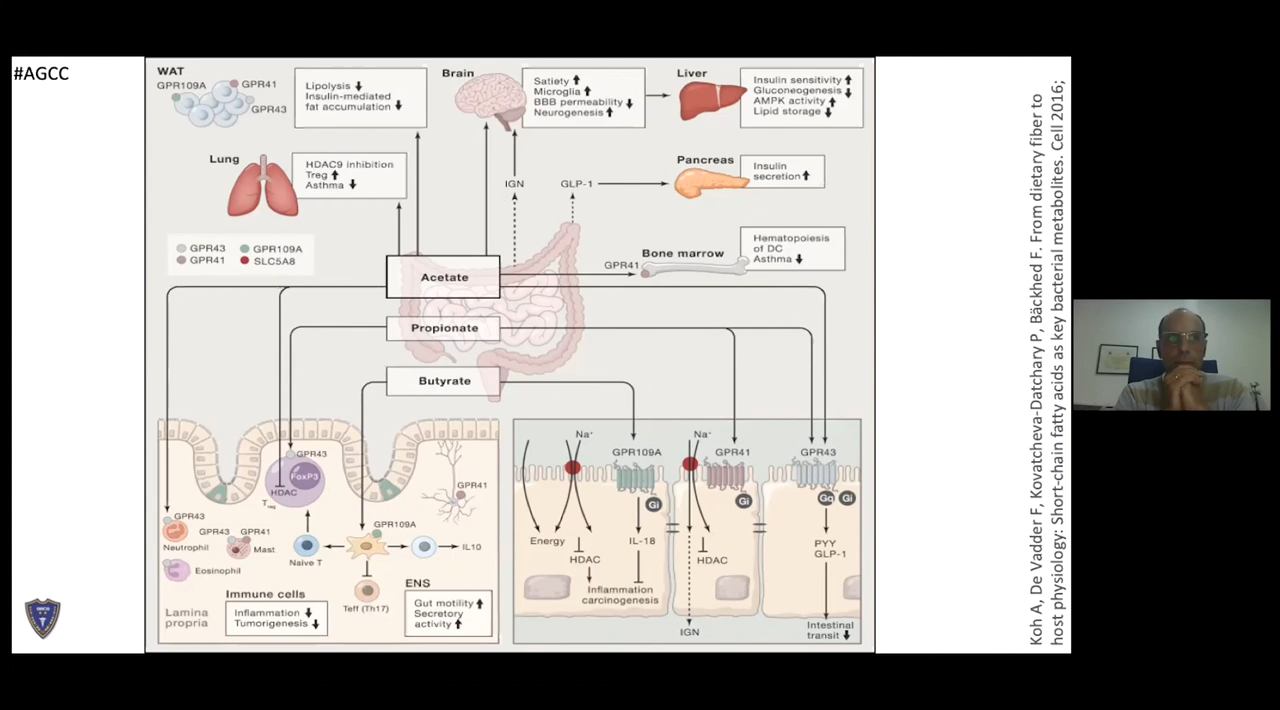 #AGCC
WAT
GPR109A
GPR41
GPR43
Lipolysis ↓
Insulin-mediated
fat accumulation ↓
Brain
Satiety ↑
Microglia ↑
BBB permeability ↓
Neurogenesis ↑
Liver
Insulin sensitivity ↑
Gluconeogenesis ↓
AMPK activity ↑
Lipid storage ↓
Lung
HDAC9 inhibition
Treg ↑
Asthma ↓
IGN
GLP-1
Pancreas
Insulin
secretion ↑
GPR43
GPR109A
GPR41
SLC5A8
Bone marrow
GPR41
Hematopoiesis
of DC
Asthma ↓
Acetate
Propionate
Butyrate
GPR43
FoxP3
HDAC
Treg
GPR41
GPR43
Neutrophil
GPR43
GPR41
Mast
Eosinophil
GPR109A
Naive T
IL10
Teff (Th17)
Lamina
propria
Immune cells
Inflammation ↓
Tumorigenesis ↓
ENS
Gut motility ↑
Secretory
activity ↑
Na+
Na+
GPR109A
GPR41
GPR43
Gi
Gi
Gq
Gi
Energy
HDAC
IL-18
Inflammation
carcinogenesis
HDAC
IGN
PYY
GLP-1
Intestinal
transit ↓
Koh A, De Vadder F, Kovatcheva-Datchary P, Bäckhed F. From dietary fiber to
host physiology: Short-chain fatty acids as key bacterial metabolites. Cell 2016;